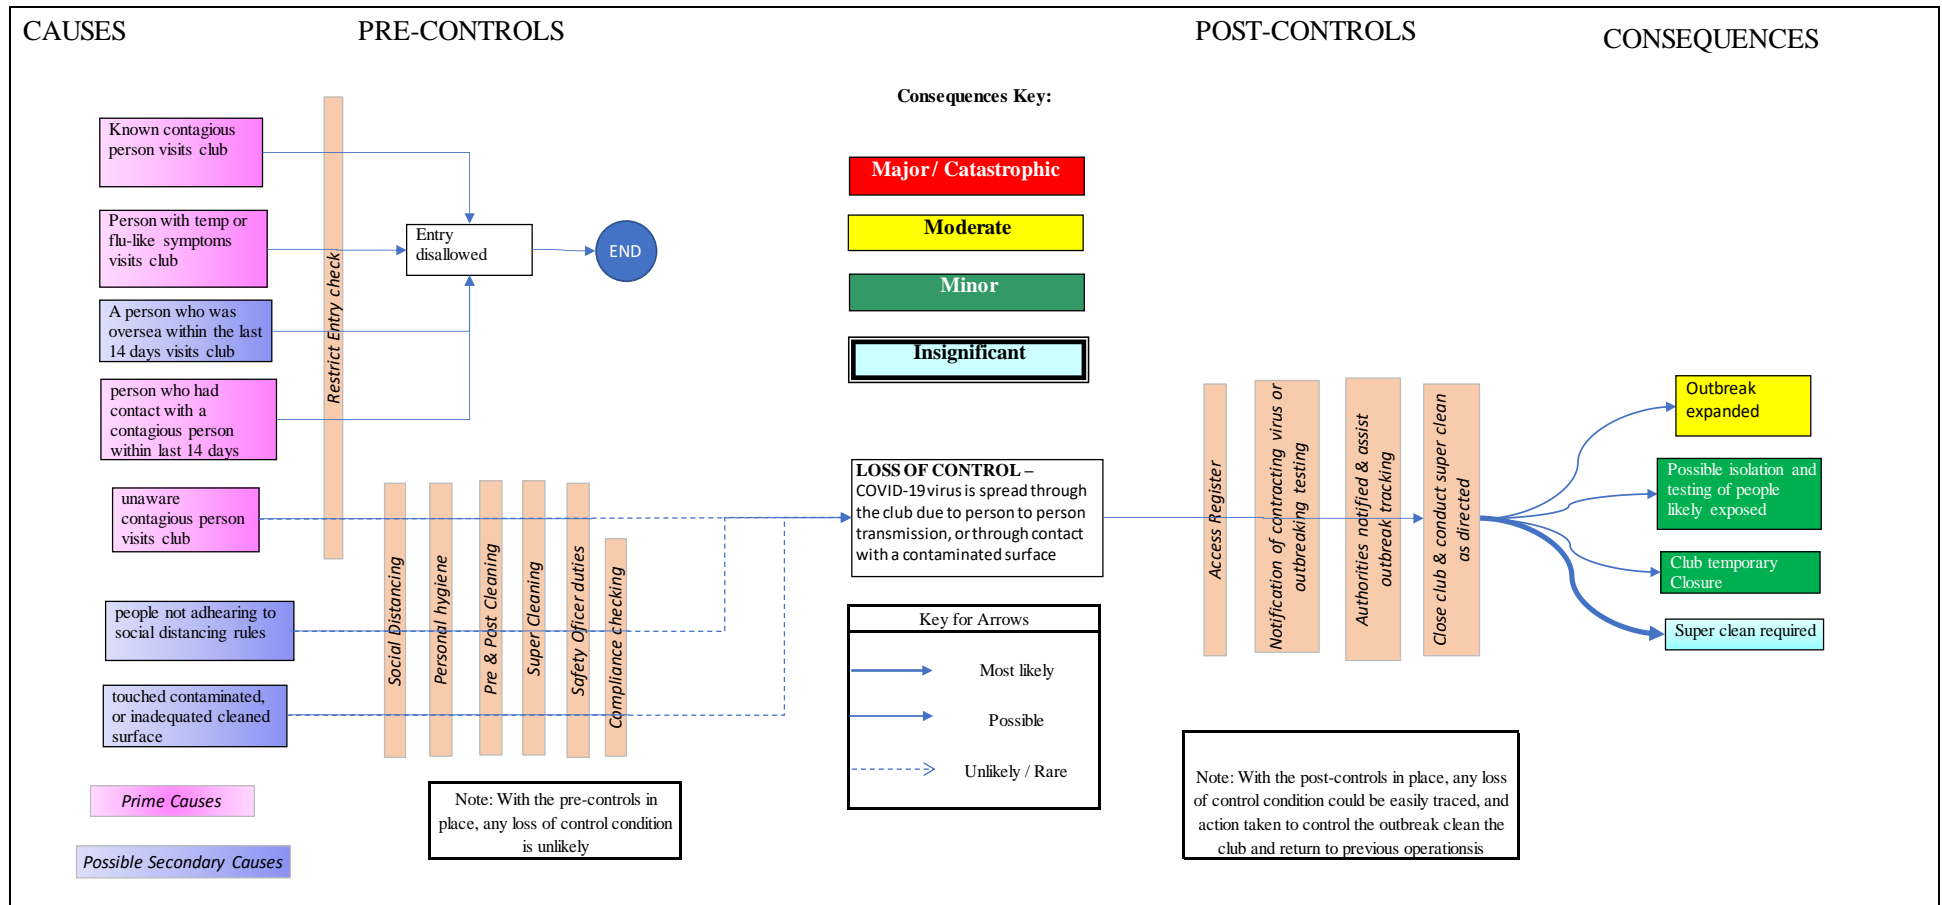 CAUSES
PRE-CONTROLS
POST-CONTROLS
CONSEQUENCES
Consequences Key:
Major / Catastrophic
Moderate
Minor
Insignificant
Known contagious
person visits club
Person with temp or
flu-like symptoms
visits club
A person who was
oversea within the last
14 days visits club
person who had
contact with a
contagious person
within last 14 days
unaware
contagious person
visits club
people not adhearing to
social distancing rules
touched contaminated,
or inadequated cleaned
surface
Prime Causes
Possible Secondary Causes
Restrict Entry check
Entry
disallowed
END
Social Distancing
Personal hygiene
Pre & Post Cleaning
Super Cleaning
Safety Oficer duties
Compliance checking
Note: With the pre-controls in
place, any loss of control condition
is unlikely
LOSS OF CONTROL –
COVID-19 virus is spread through
the club due to person to person
transmission, or through contact
with a contaminated surface
Key for Arrows
Most likely
Possible
Unlikely / Rare
Access Register
Notification of contracting virus or
outbreaking testing
Authorities notified & assist
outbreak tracking
Close club & conduct super clean
as directed
Note: With the post-controls in place, any loss
of control condition could be easily traced, and
action taken to control the outbreak clean the
club and return to previous operationsis
Outbreak
expanded
Possible isolation and
testing of people
likely exposed
Club temporary
Closure
Super clean required